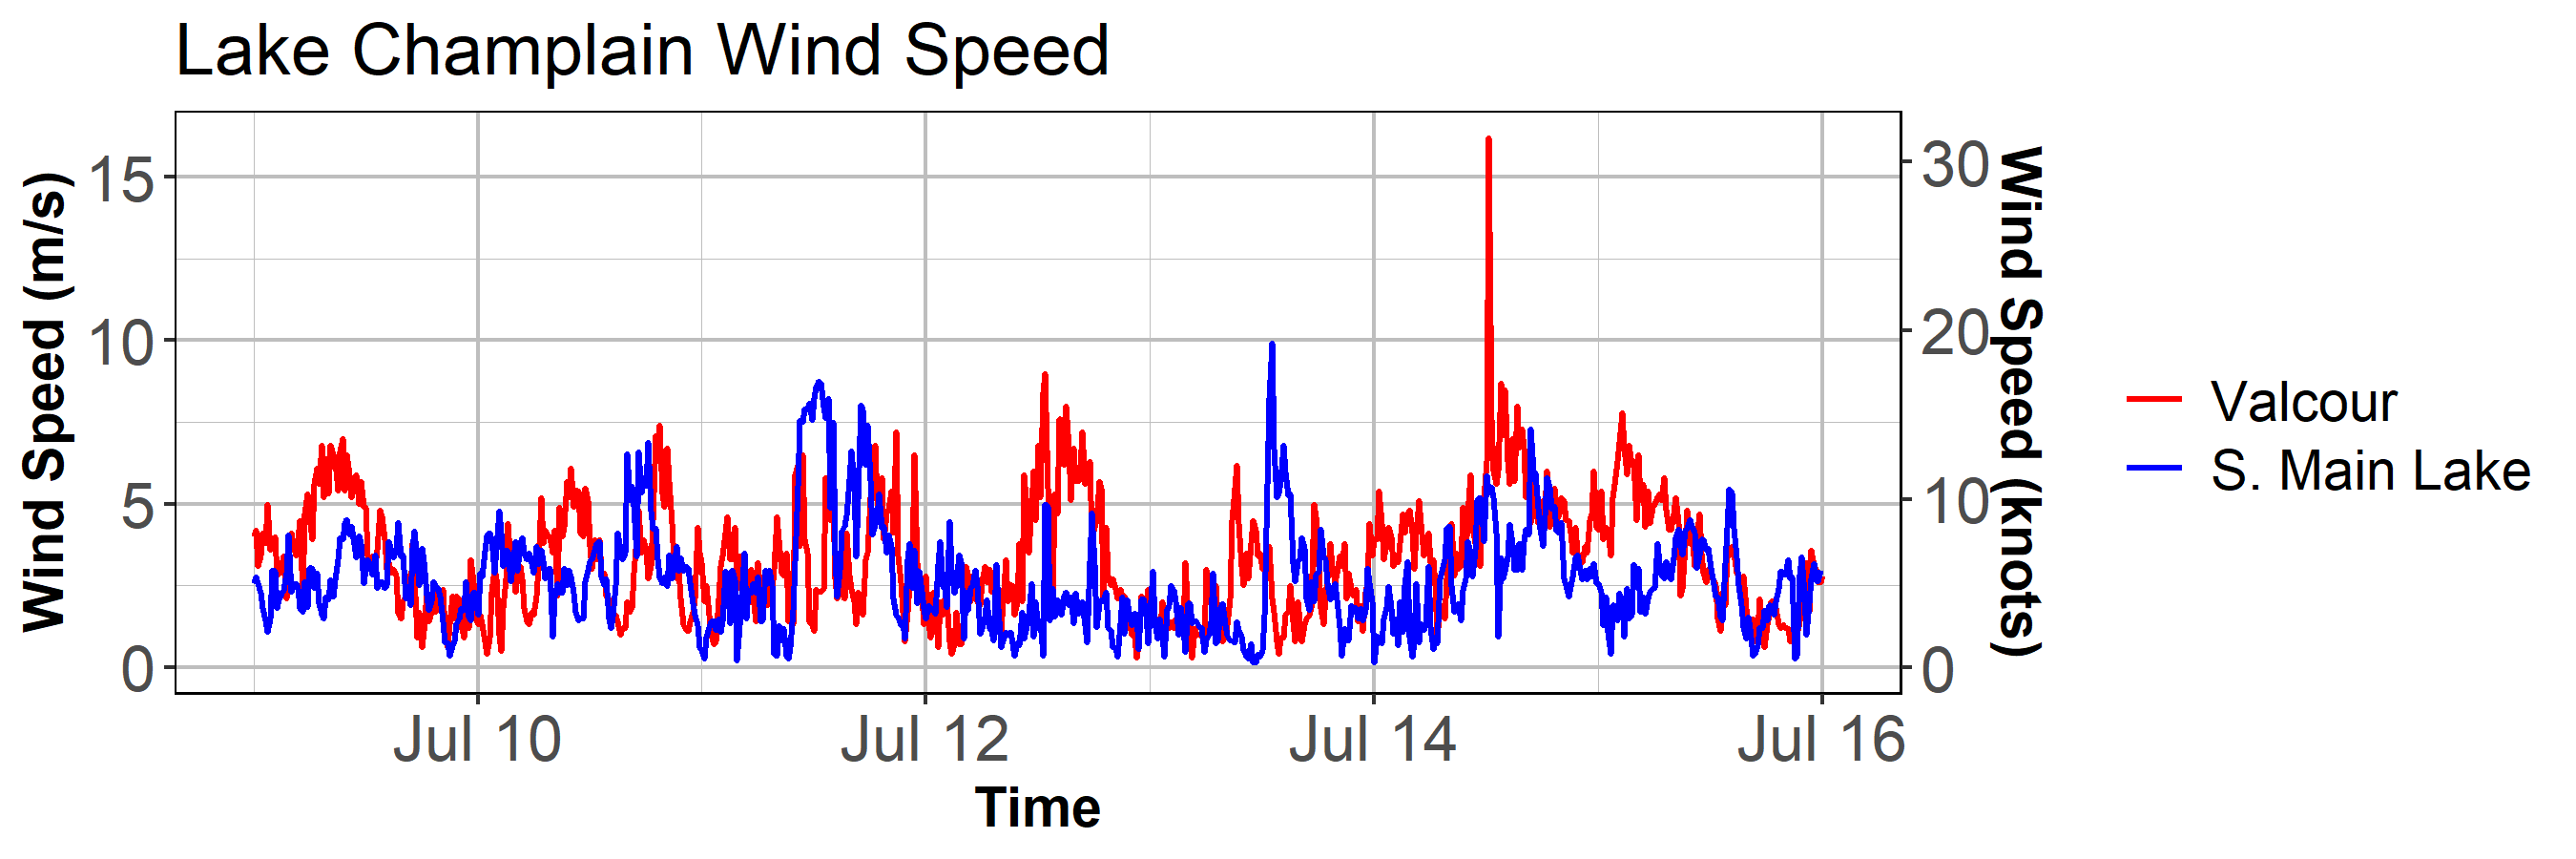 Lake Champlain Wind Speed
Wind Speed (m/s)
15
10
5
0
30
20
10
0
Wind Speed (knots)
Valcour
S. Main Lake
Jul 10
Jul 12
Jul 14
Jul 16
Time